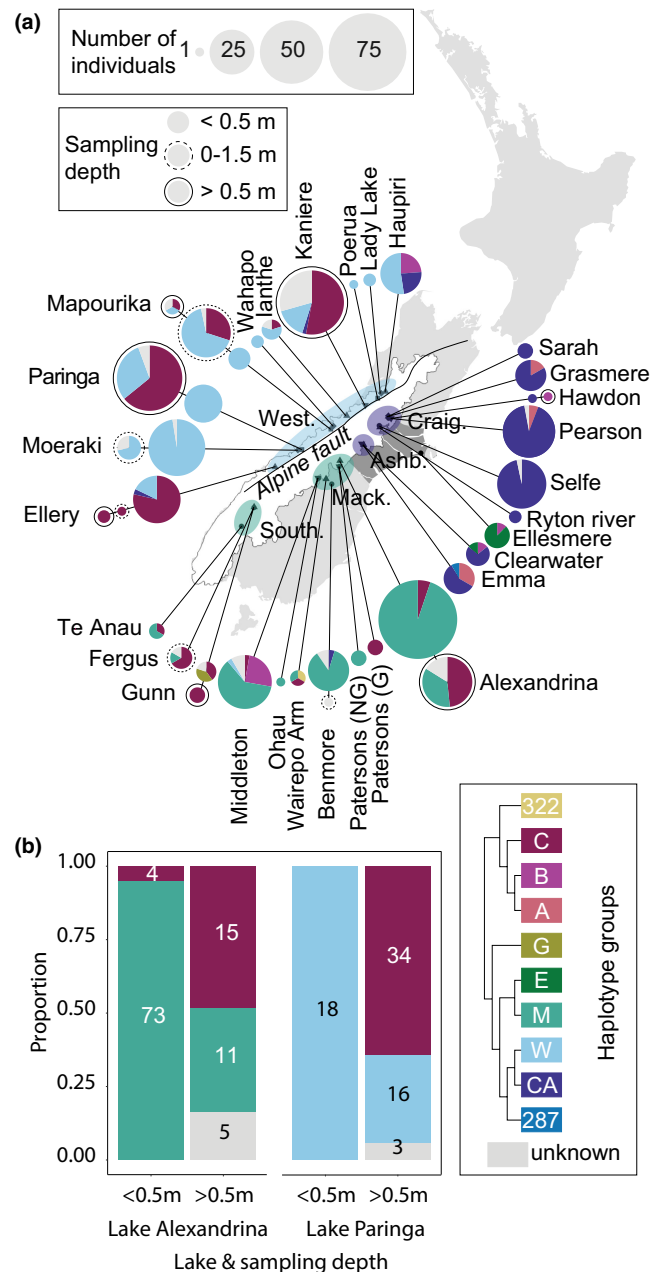 (a)
Number of
individuals
1 25 50 75
Sampling
depth
< 0.5 m
0-1.5 m
> 0.5 m
Mapourika
Wahapo
Ianthe
Kaniere
Poerua
Lady Lake
Haupiri
Paringa
Moeraki
Ellery
West.
Alpine fault
Craig.
Ashb.
Mack.
South.
Sarah
Grasmere
Hawdon
Pearson
Selfe
Ryton river
Ellesmere
Clearwater
Emma
Alexandrina
Te Anau
Fergus
Gunn
Middleton
Ohau
Wairepo Arm
Benmore
Patersons (NG)
Patersons (G)
(b)
Proportion
1.00
0.75
0.50
0.25
0.00
4
73
15
11
5
18
34
16
3
<0.5m >0.5m <0.5m >0.5m
Lake Alexandrina Lake Paringa
Lake & sampling depth
322
C
B
A
G
E
M
W
CA
287
unknown
Haplotype groups